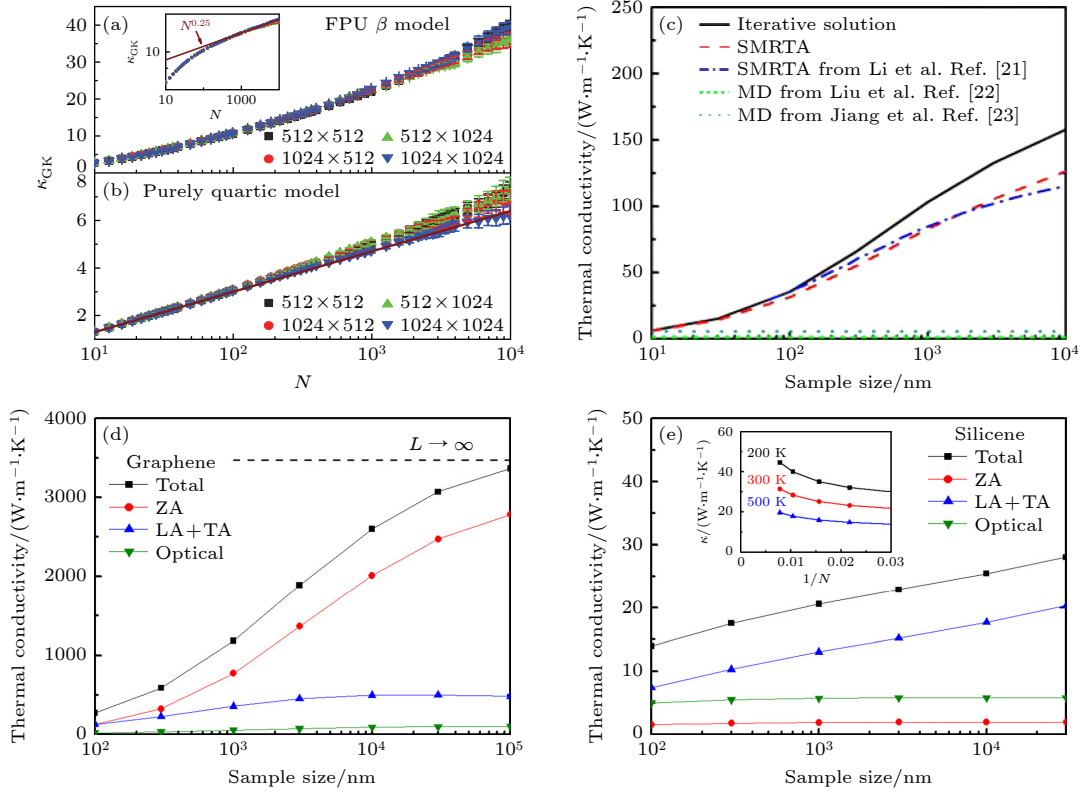 (a)
FPU β model
40
30
20
10
0
κGK
N^0.25
10
10
1000
N
512×512
512×1024
1024×512
1024×1024
(b)
Purely quartic model
8
6
4
2
κGK
512×512
512×1024
1024×512
1024×1024
10^1
10^2
10^3
10^4
N
(c)
Iterative solution
SMRTA
SMRTA from Li et al. Ref. [21]
MD from Liu et al. Ref. [22]
MD from Jiang et al. Ref. [23]
250
200
150
100
50
0
Thermal conductivity/(W·m⁻¹·K⁻¹)
10^1
10^2
10^3
10^4
Sample size/nm
(d)
L → ∞
Graphene
Total
ZA
LA+TA
Optical
4000
3000
2000
1000
0
Thermal conductivity/(W·m⁻¹·K⁻¹)
10^2
10^3
10^4
10^5
Sample size/nm
(e)
Silicene
Total
ZA
LA+TA
Optical
200 K
300 K
500 K
60
40
20
0
κ/(W·m⁻¹·K⁻¹)
0
0.01
0.02
0.03
1/N
50
40
30
20
10
0
Thermal conductivity/(W·m⁻¹·K⁻¹)
10^2
10^3
10^4
Sample size/nm